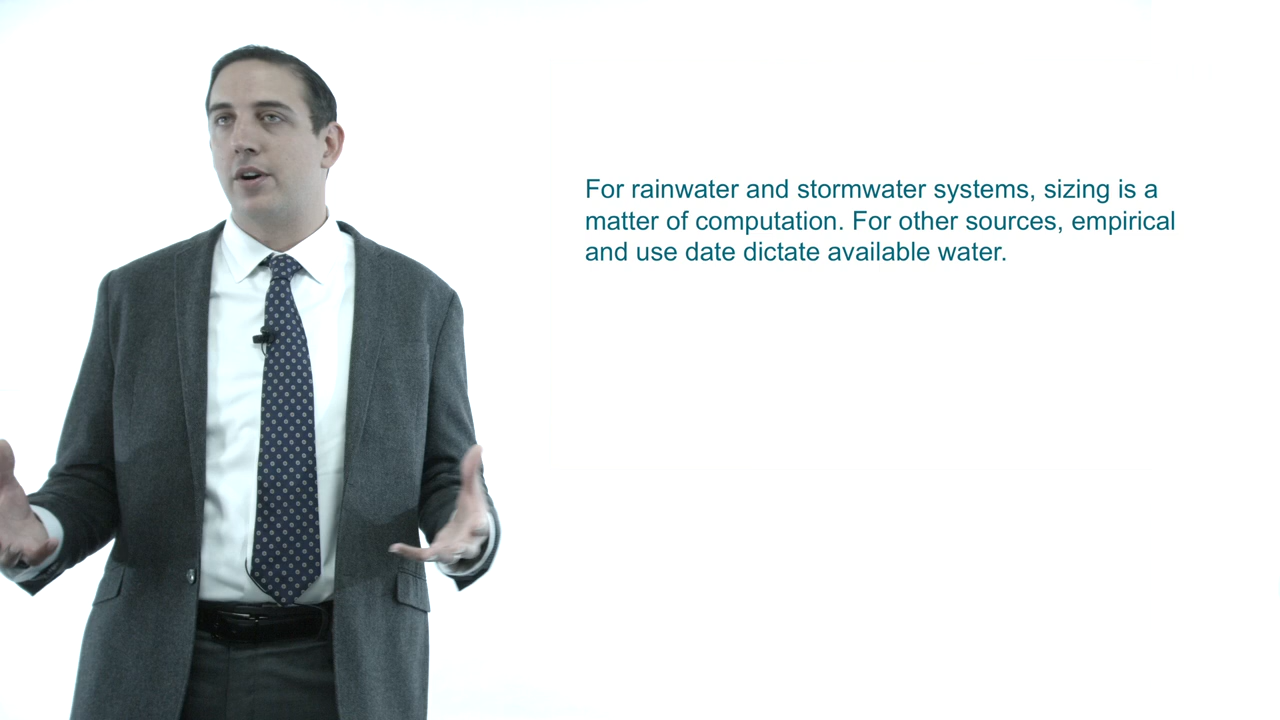 For rainwater and stormwater systems, sizing is a
matter of computation. For other sources, empirical
and use date dictate available water.